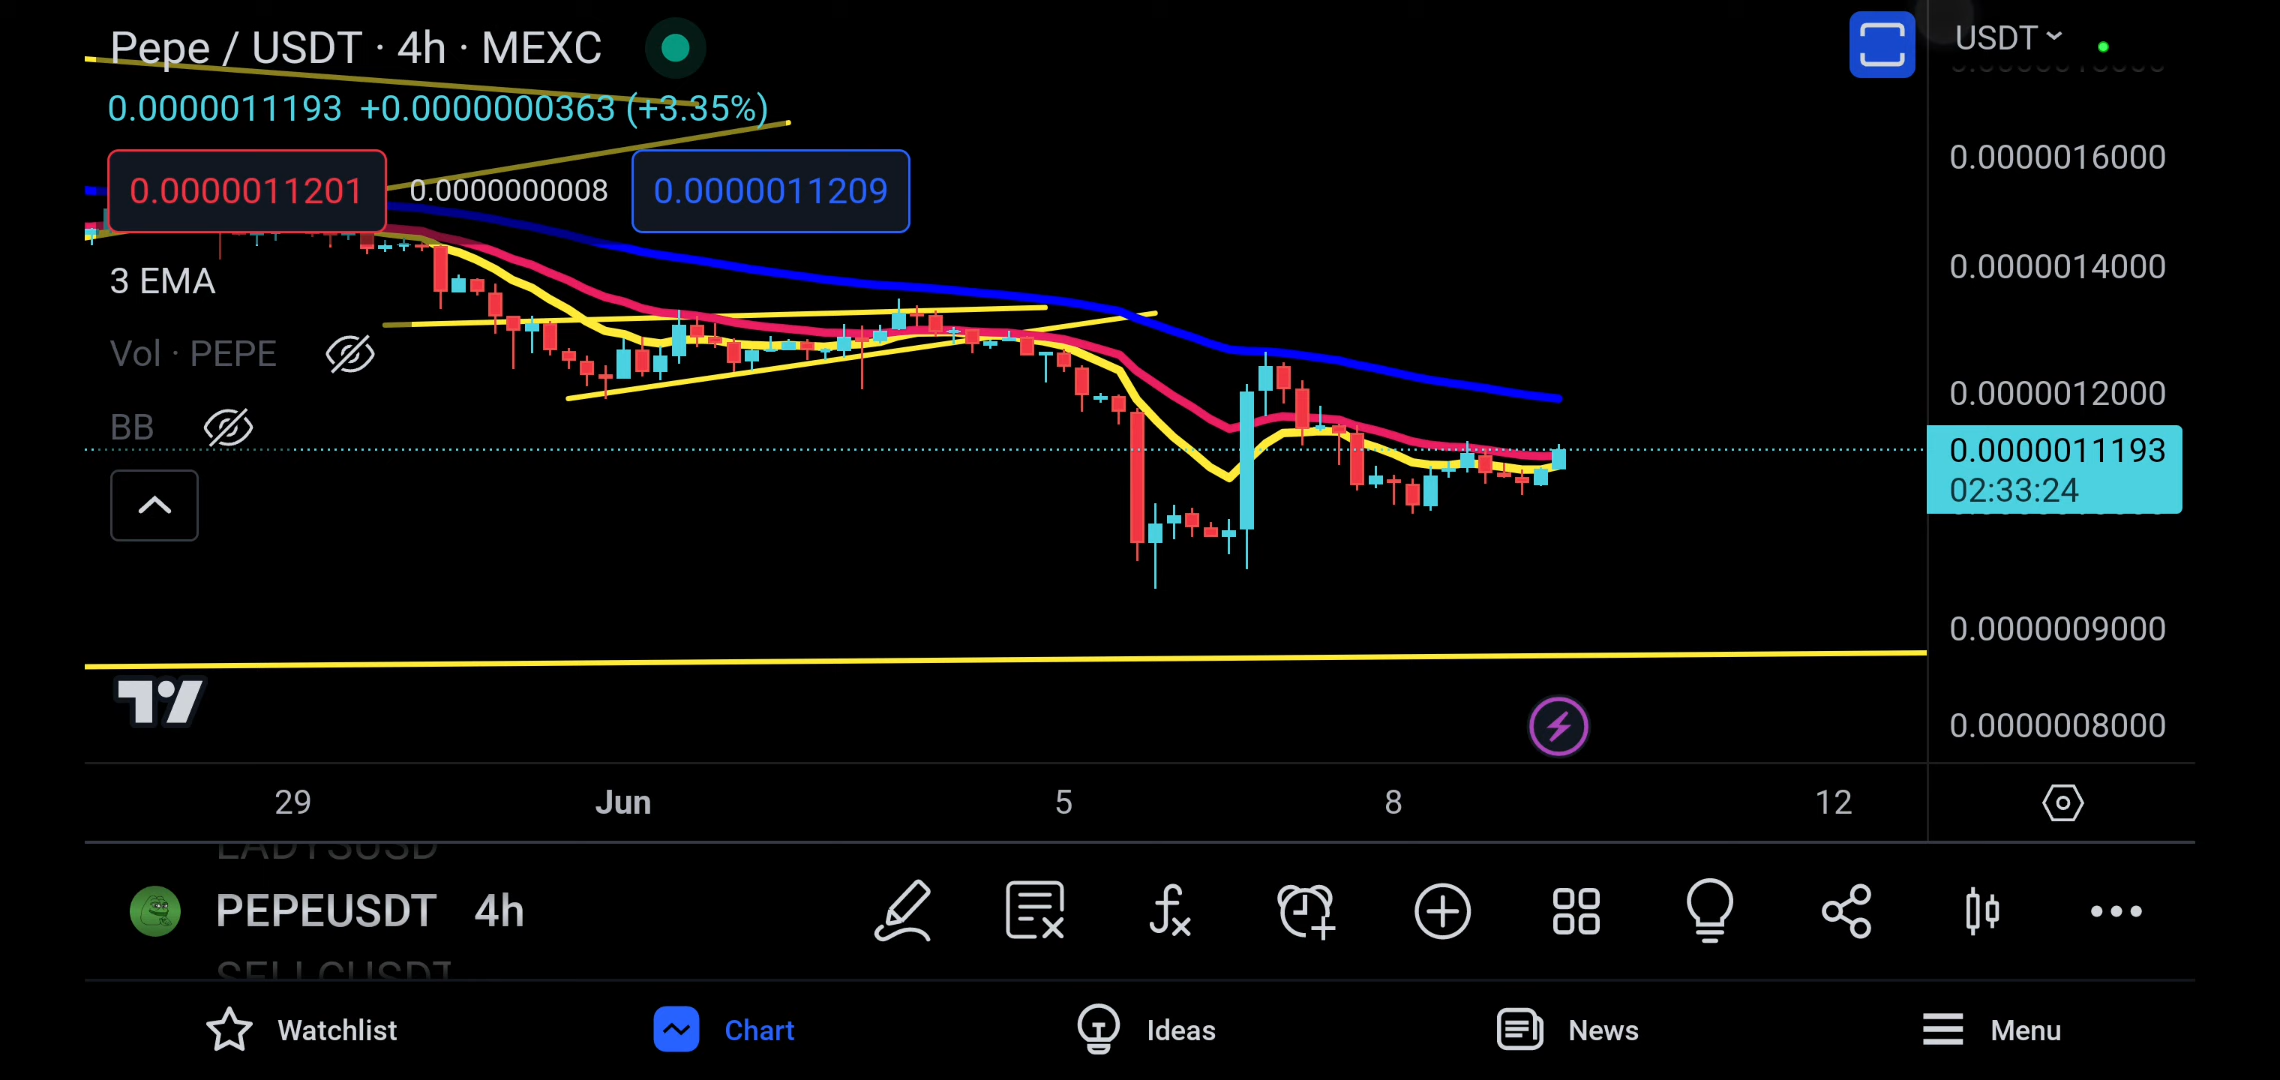 Pepe / USDT · 4h · MEXC
USDT
0.0000011193 +0.0000000363 (+3.35%)
0.0000011201 0.0000000008 0.0000011209
3 EMA
Vol · PEPE
BB
0.0000016000
0.0000014000
0.0000012000
0.0000011193
02:33:24
0.0000009000
0.0000008000
29 Jun 5 8 12
LADYSUSD
PEPEUSDT 4h
Watchlist Chart Ideas News Menu